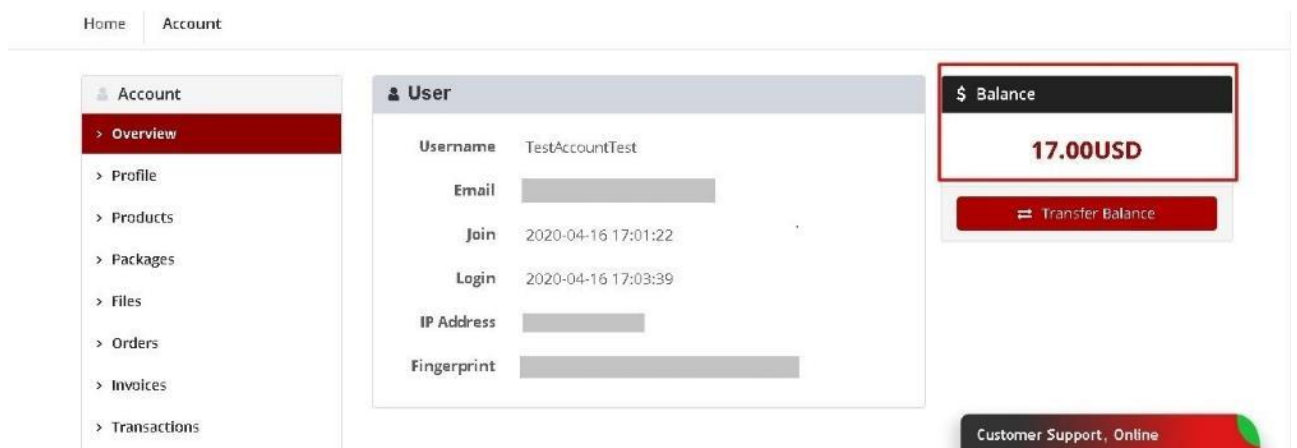 Home Account
Account
> Overview
> Profile
> Products
> Packages
> Files
> Orders
> Invoices
> Transactions
User
Username TestAccountTest
Email
Join 2020-04-16 17:01:22
Login 2020-04-16 17:03:39
IP Address
Fingerprint
$ Balance
17.00USD
Transfer Balance
Customer Support, Online